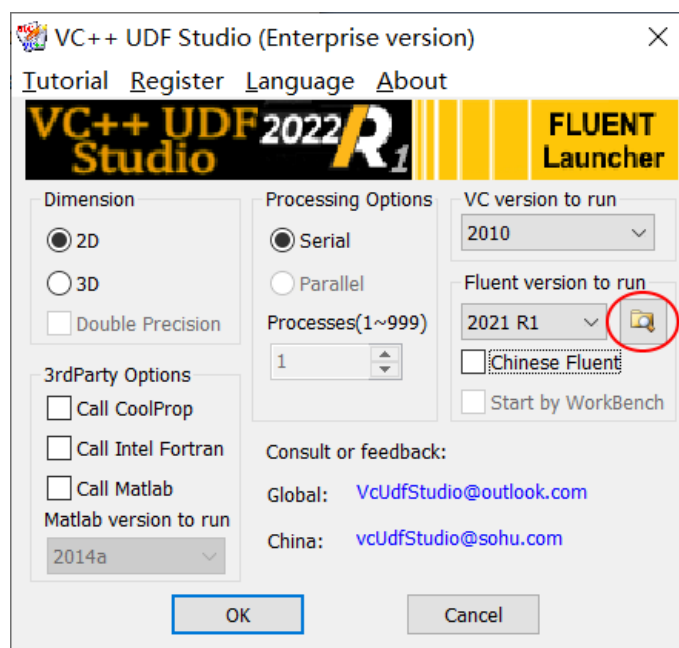 VC++ UDF Studio (Enterprise version)
Tutorial Register Language About
VC++ UDF Studio 2022 R1
FLUENT Launcher
Dimension
2D
3D
Double Precision
Processing Options
Serial
Parallel
Processes(1~999)
1
VC version to run
2010
Fluent version to run
2021 R1
Chinese Fluent
Start by WorkBench
3rdParty Options
Call CoolProp
Call Intel Fortran
Call Matlab
Matlab version to run
2014a
Consult or feedback:
Global: VcUdfStudio@outlook.com
China: vcUdfStudio@sohu.com
OK
Cancel